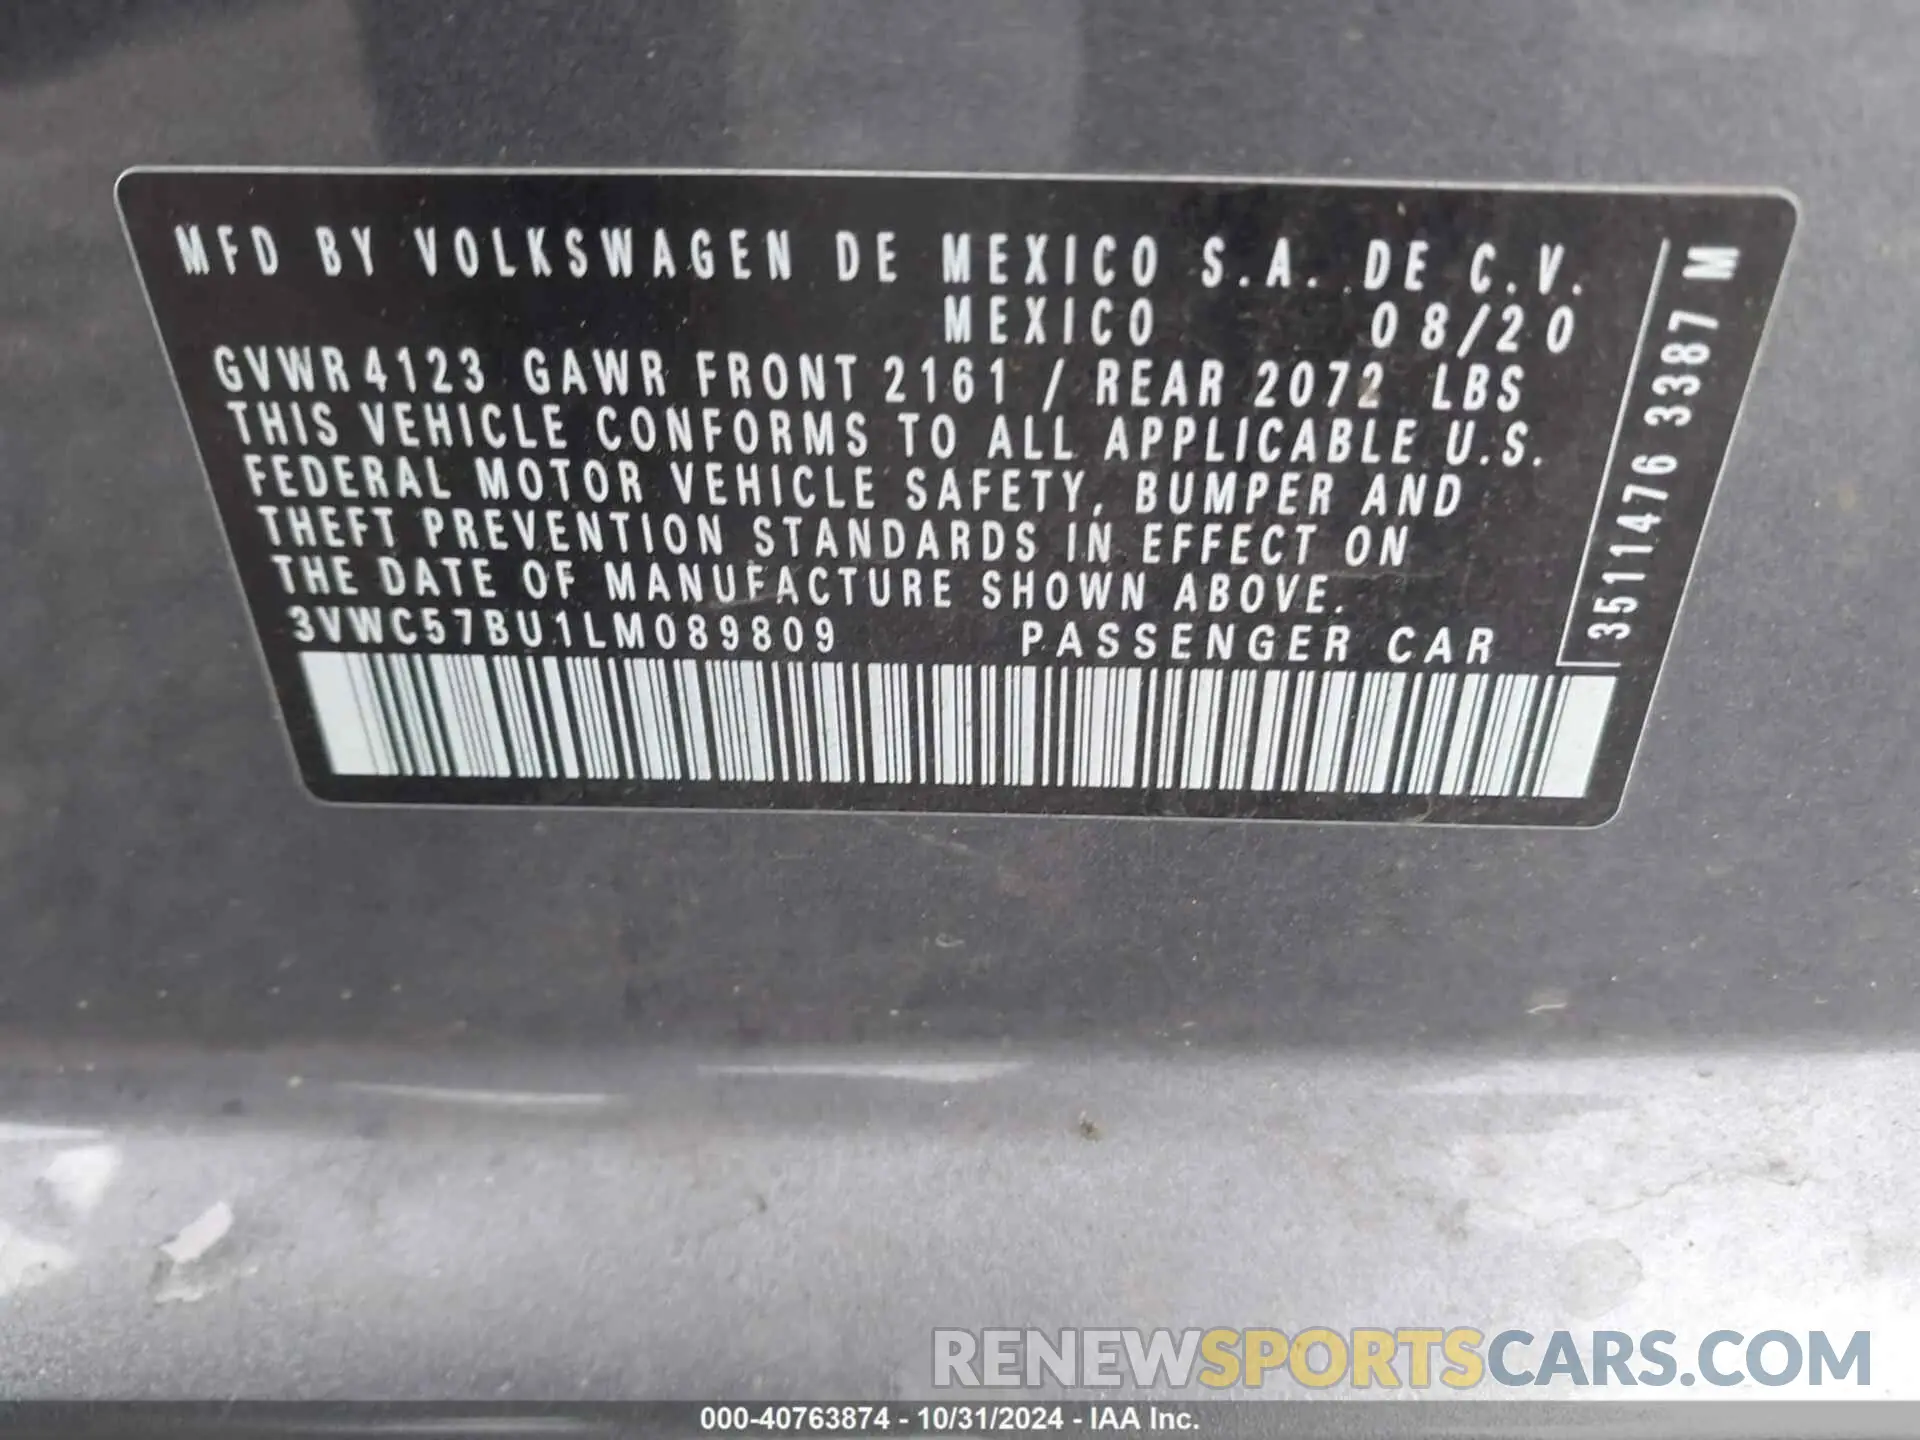 MFD BY VOLKSWAGEN DE MEXICO S.A. DE C.V.
MEXICO 08/20
GVWR 4123 GAWR FRONT 2161 / REAR 2072 LBS
THIS VEHICLE CONFORMS TO ALL APPLICABLE U.S.
FEDERAL MOTOR VEHICLE SAFETY, BUMPER AND
THEFT PREVENTION STANDARDS IN EFFECT ON
THE DATE OF MANUFACTURE SHOWN ABOVE.
3VWC57BU1LM089809 PASSENGER CAR
3511476 3387 M
RENEWSPORTSCARS.COM
000-40763874 - 10/31/2024 - IAA Inc.